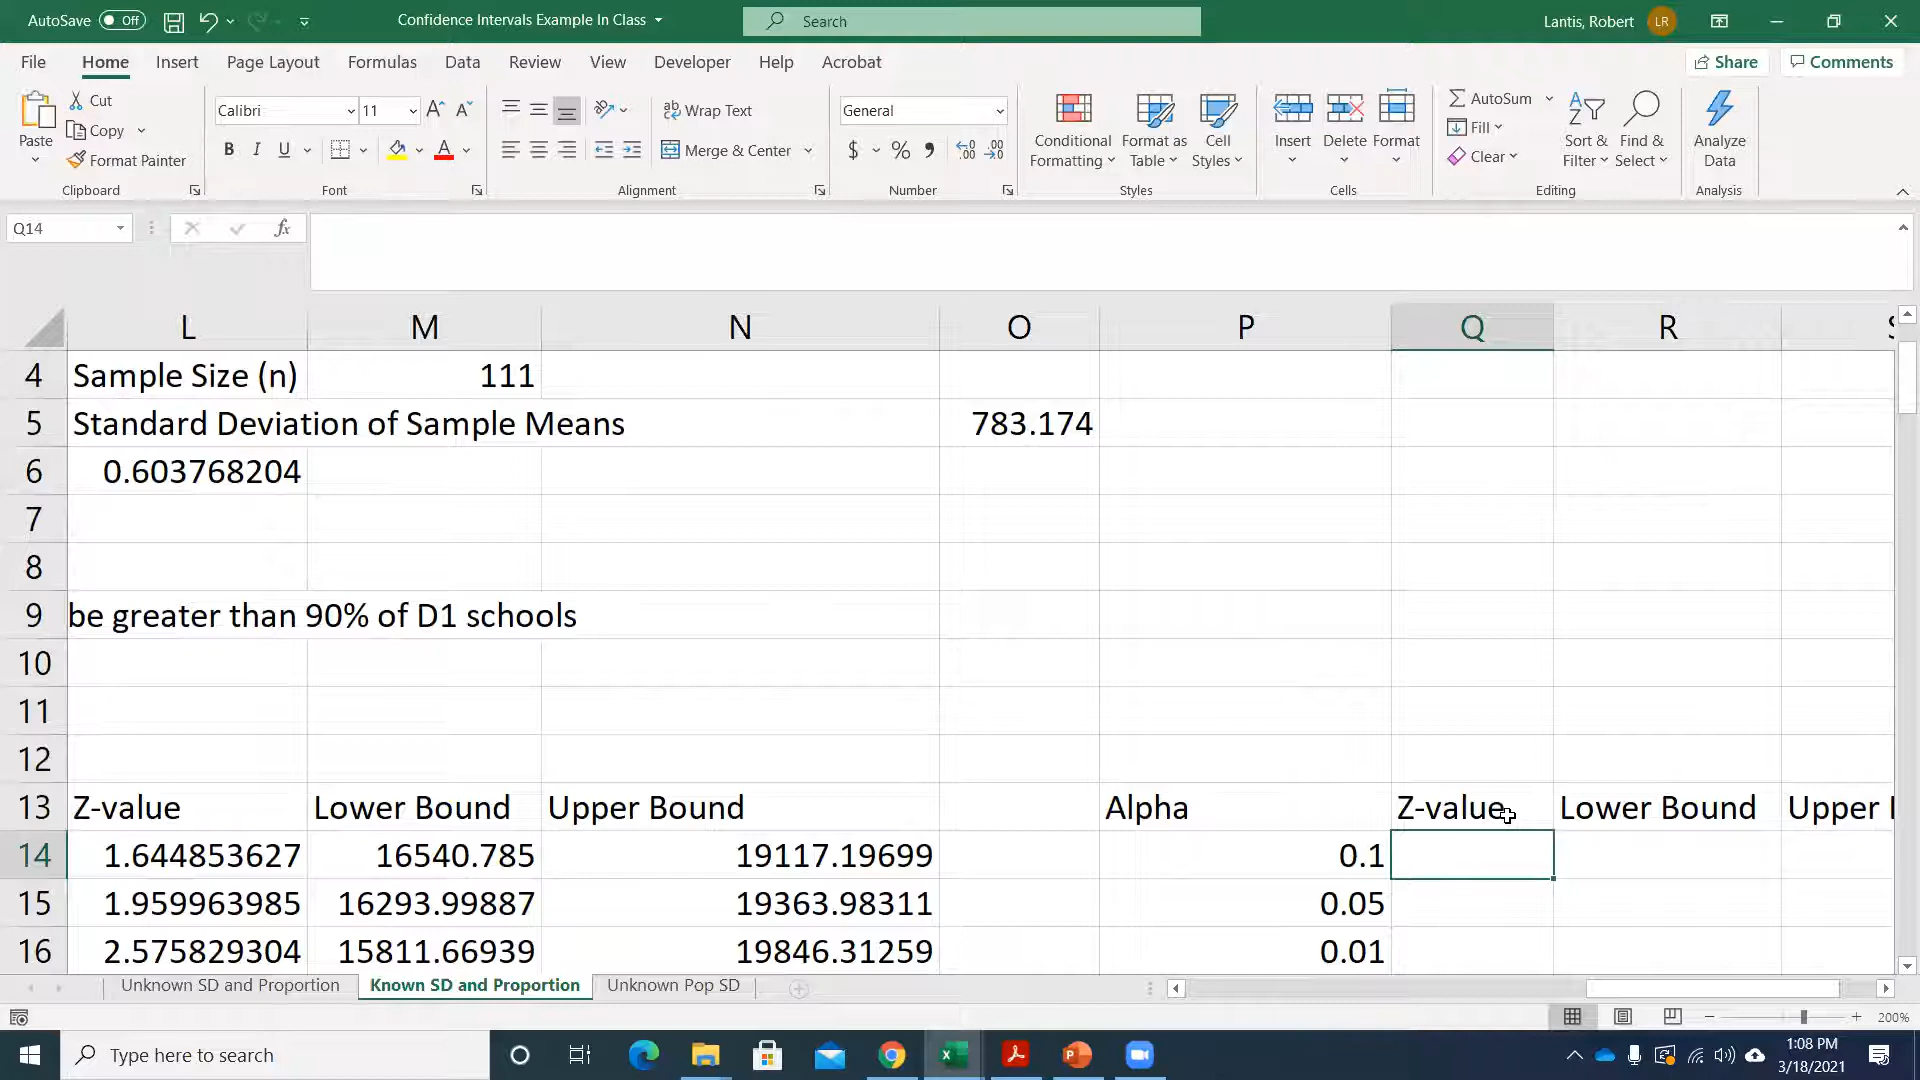 AutoSave Off
Confidence Intervals Example In Class
Search
Lantis, Robert LR
File Home Insert Page Layout Formulas Data Review View Developer Help Acrobat
Share Comments
Paste
Cut
Copy
Format Painter
Clipboard
Calibri 11
B I U A
Font
Wrap Text
Merge & Center
Alignment
General
$ % 9
Number
Conditional Formatting
Format as Table
Cell Styles
Styles
Insert Delete Format
Cells
AutoSum
Fill
Clear
Sort & Filter
Find & Select
Editing
Analyze Data
Analysis
Q14 fx
L M N O P Q R
4 Sample Size (n) 111
5 Standard Deviation of Sample Means 783.174
6 0.603768204
7
8
9 be greater than 90% of D1 schools
10
11
12
13 Z-value Lower Bound Upper Bound Alpha Z-value Lower Bound Upper
14 1.644853627 16540.785 19117.19699 0.1
15 1.959963985 16293.99887 19363.98311 0.05
16 2.575829304 15811.66939 19846.31259 0.01
Unknown SD and Proportion Known SD and Proportion Unknown Pop SD
200%
Type here to search
1:08 PM
3/18/2021